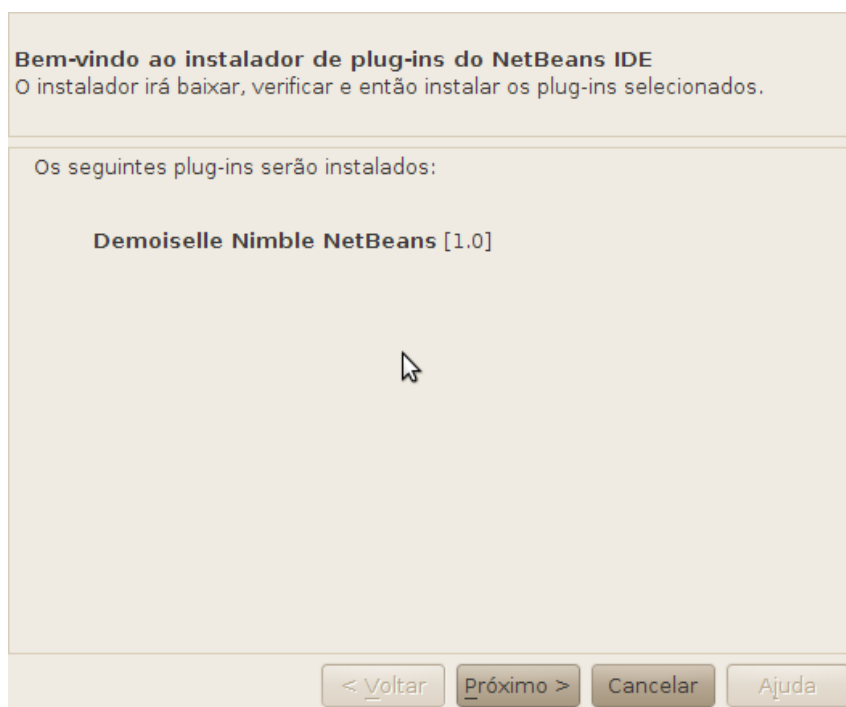 Bem-vindo ao instalador de plug-ins do NetBeans IDE
O instalador irá baixar, verificar e então instalar os plug-ins selecionados.
Os seguintes plug-ins serão instalados:
Demoiselle Nimble NetBeans [1.0]
< Voltar Próximo > Cancelar Ajuda